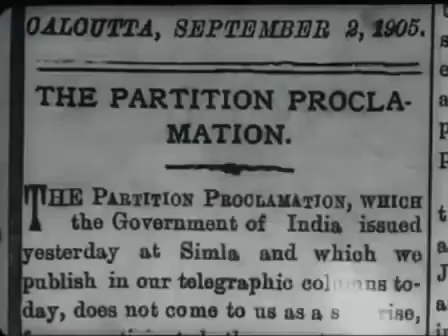 CALCUTTA, SEPTEMBER 2, 1905.
THE PARTITION PROCLA-
MATION.
THE PARTITION PROCLAMATION, WHICH
the Government of India issued
yesterday at Simla and which we
publish in our telegraphic columns to-
day, does not come to us as a